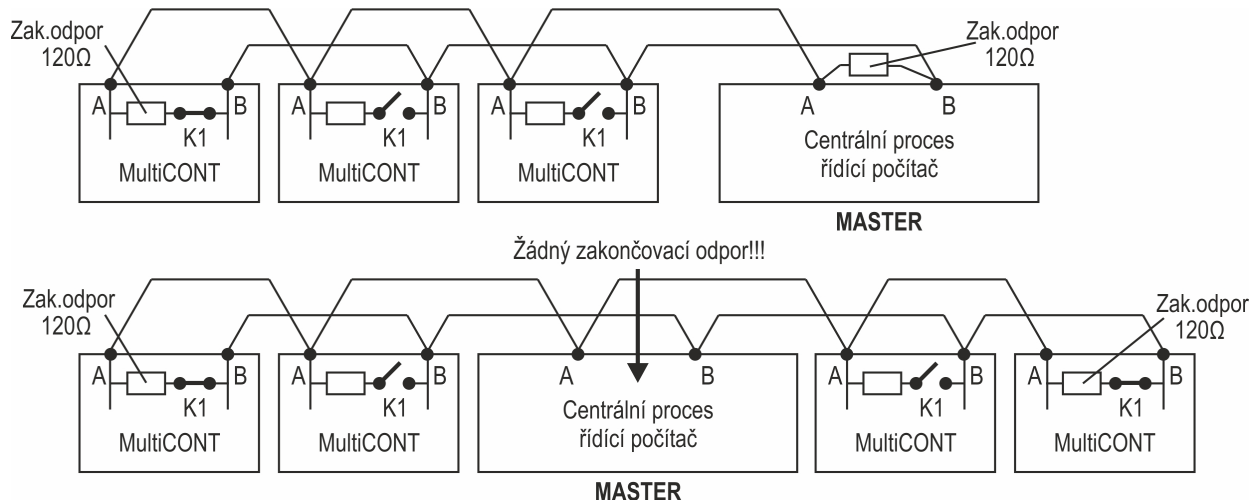 Zak.odpor
120Ω
Zak.odpor
120Ω
A
B
K1
MultiCONT
A
B
K1
MultiCONT
A
B
K1
MultiCONT
A
B
Centrální proces
řídící počítač
MASTER
Žádný zakončovací odpor!!!
Zak.odpor
120Ω
Zak.odpor
120Ω
A
B
K1
MultiCONT
A
B
K1
MultiCONT
A
B
Centrální proces
řídící počítač
A
B
K1
MultiCONT
A
B
K1
MultiCONT
MASTER